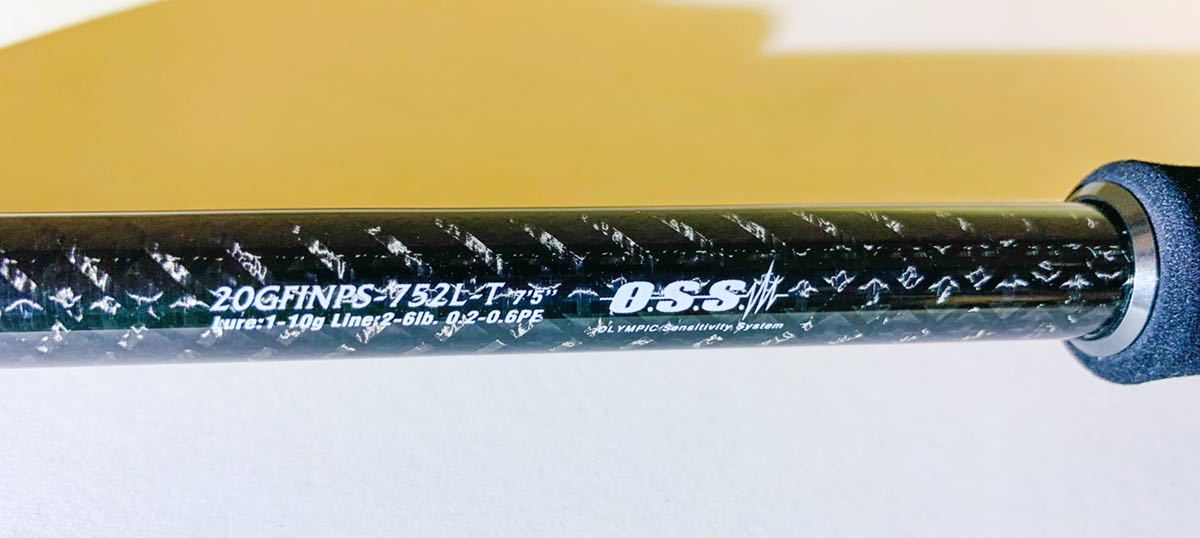 20GFINPS-752L-T 7'5"
Lure:1-10g Line:2-6lb. 0.2-0.6PE
O.S.S.
OLYMPIC Sensitivity System